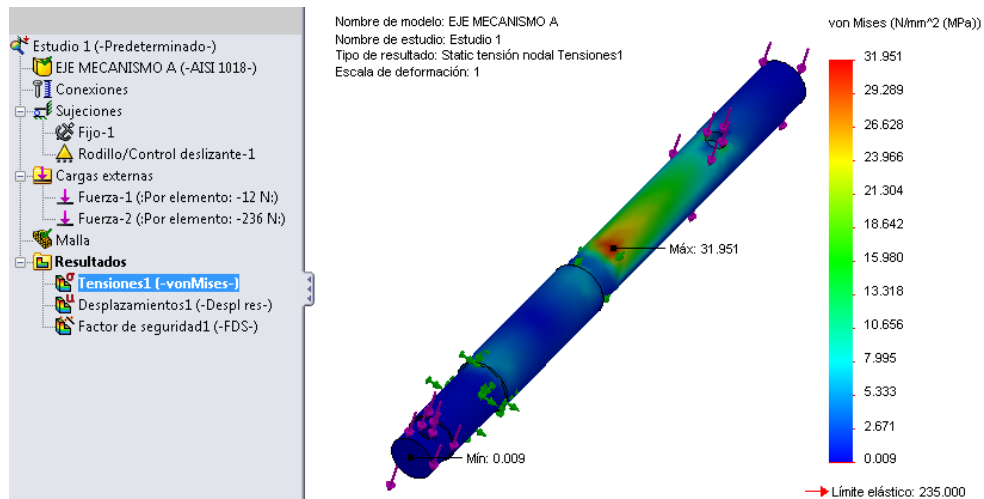 Estudio 1 (-Predeterminado-)
EJE MECANISMO A (-AISI 1018-)
Conexiones
Sujeciones
Fijo-1
Rodillo/Control deslizante-1
Cargas externas
Fuerza-1 (:Por elemento: -12 N:)
Fuerza-2 (:Por elemento: -236 N:)
Malla
Resultados
Tensiones1 (-vonMises-)
Desplazamientos1 (-Despl res-)
Factor de seguridad1 (-FDS-)
Nombre de modelo: EJE MECANISMO A
Nombre de estudio: Estudio 1
Tipo de resultado: Static tensión nodal Tensiones1
Escala de deformación: 1
Máx: 31.951
Mín: 0.009
von Mises (N/mm^2 (MPa))
31.951
29.289
26.628
23.966
21.304
18.642
15.980
13.318
10.656
7.995
5.333
2.671
0.009
Límite elástico: 235.000